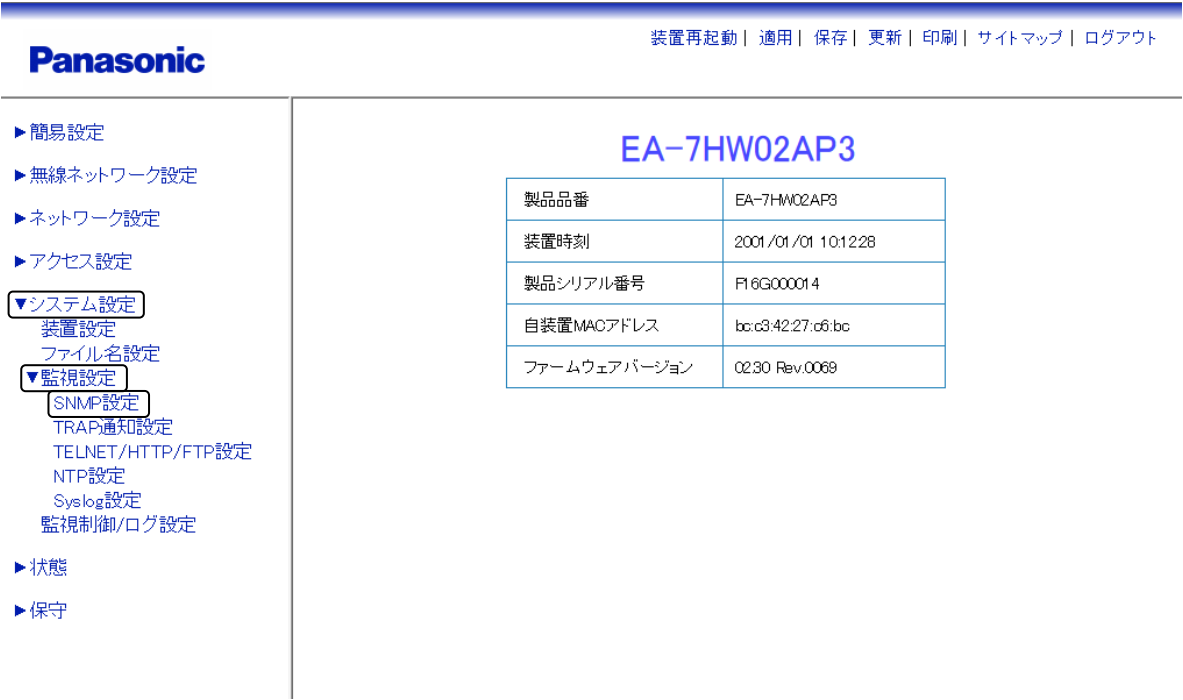 Panasonic
装置再起動 | 適用 | 保存 | 更新 | 印刷 | サイトマップ | ログアウト
▶簡易設定
▶無線ネットワーク設定
▶ネットワーク設定
▶アクセス設定
▼システム設定
装置設定
ファイル名設定
▼監視設定
SNMP設定
TRAP通知設定
TELNET/HTTP/FTP設定
NTP設定
Syslog設定
監視制御/ログ設定
▶状態
▶保守
EA-7HW02AP3
製品品番 EA-7HW02AP3
装置時刻 2001/01/01 10:12:28
製品シリアル番号 F16G000014
自装置MACアドレス bc:c3:42:27:c6:bc
ファームウェアバージョン 02.30 Rev.0069